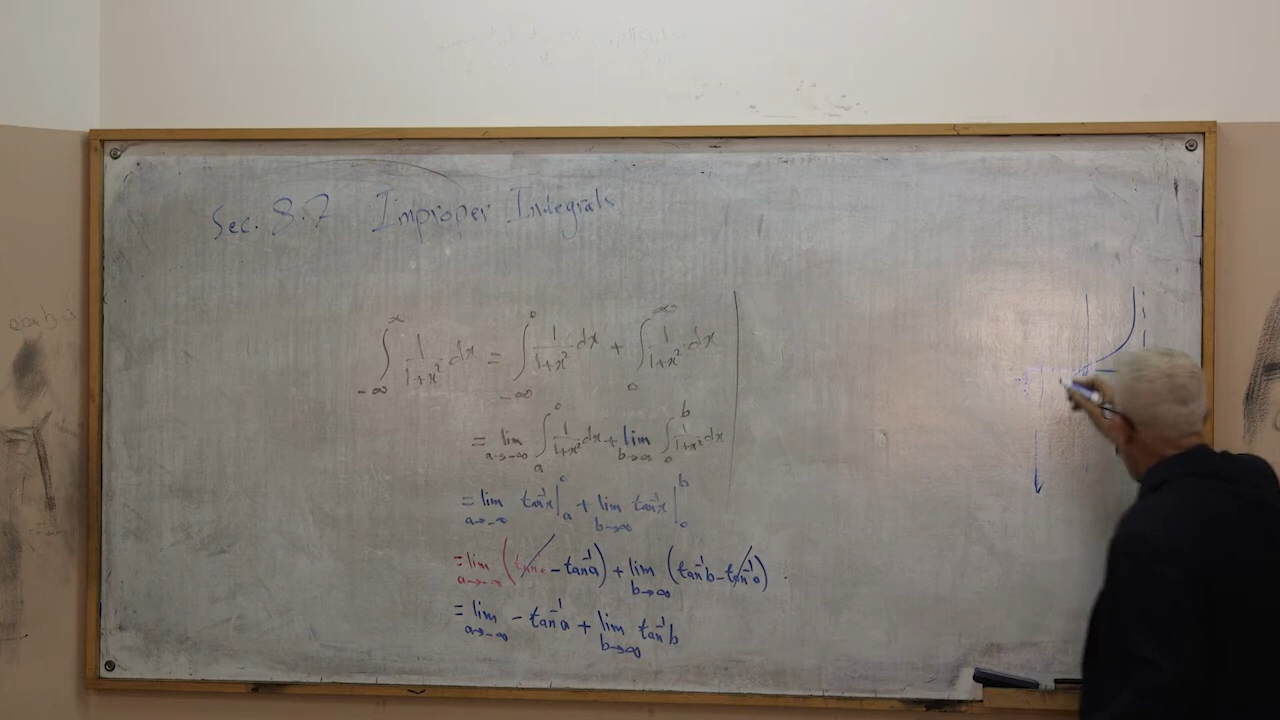 Sec. 8.7 Improper Integrals
∫_{-∞}^{∞} 1/(1+x²) dx = ∫_{-∞}^{0} 1/(1+x²) dx + ∫_{0}^{∞} 1/(1+x²) dx
= lim_{a→-∞} ∫_{a}^{0} 1/(1+x²) dx + lim_{b→∞} ∫_{0}^{b} 1/(1+x²) dx
= lim_{a→-∞} tan⁻¹x |_{a}^{0} + lim_{b→∞} tan⁻¹x |_{0}^{b}
= lim_{a→-∞} (tan⁻¹0 - tan⁻¹a) + lim_{b→∞} (tan⁻¹b - tan⁻¹0).
= lim_{a→-∞} - tan⁻¹a + lim_{b→∞} tan⁻¹b